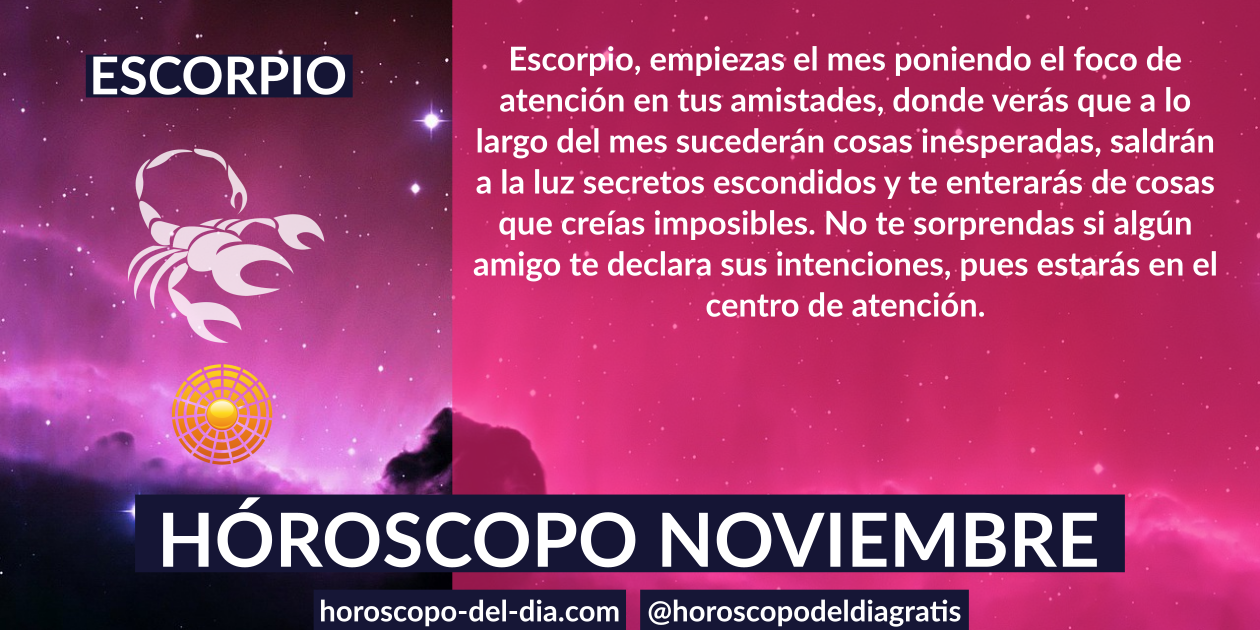 ESCORPIO
Escorpio, empiezas el mes poniendo el foco de
atención en tus amistades, donde verás que a lo
largo del mes sucederán cosas inesperadas, saldrán
a la luz secretos escondidos y te enterarás de cosas
que creías imposibles. No te sorprendas si algún
amigo te declara sus intenciones, pues estarás en el
centro de atención.
HÓROSCOPO NOVIEMBRE
horoscopo-del-dia.com
@horoscopodeldiagratis